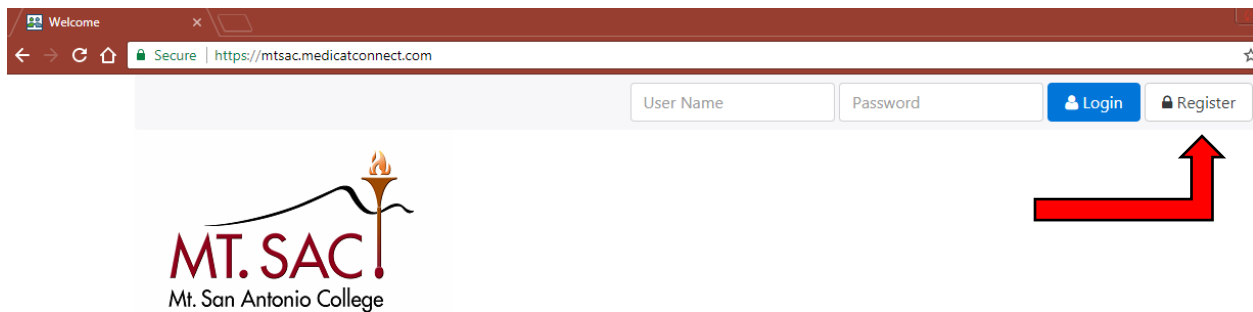 Welcome
Secure | https://mtsac.medicatconnect.com
User Name Password Login Register
MT. SAC
Mt. San Antonio College